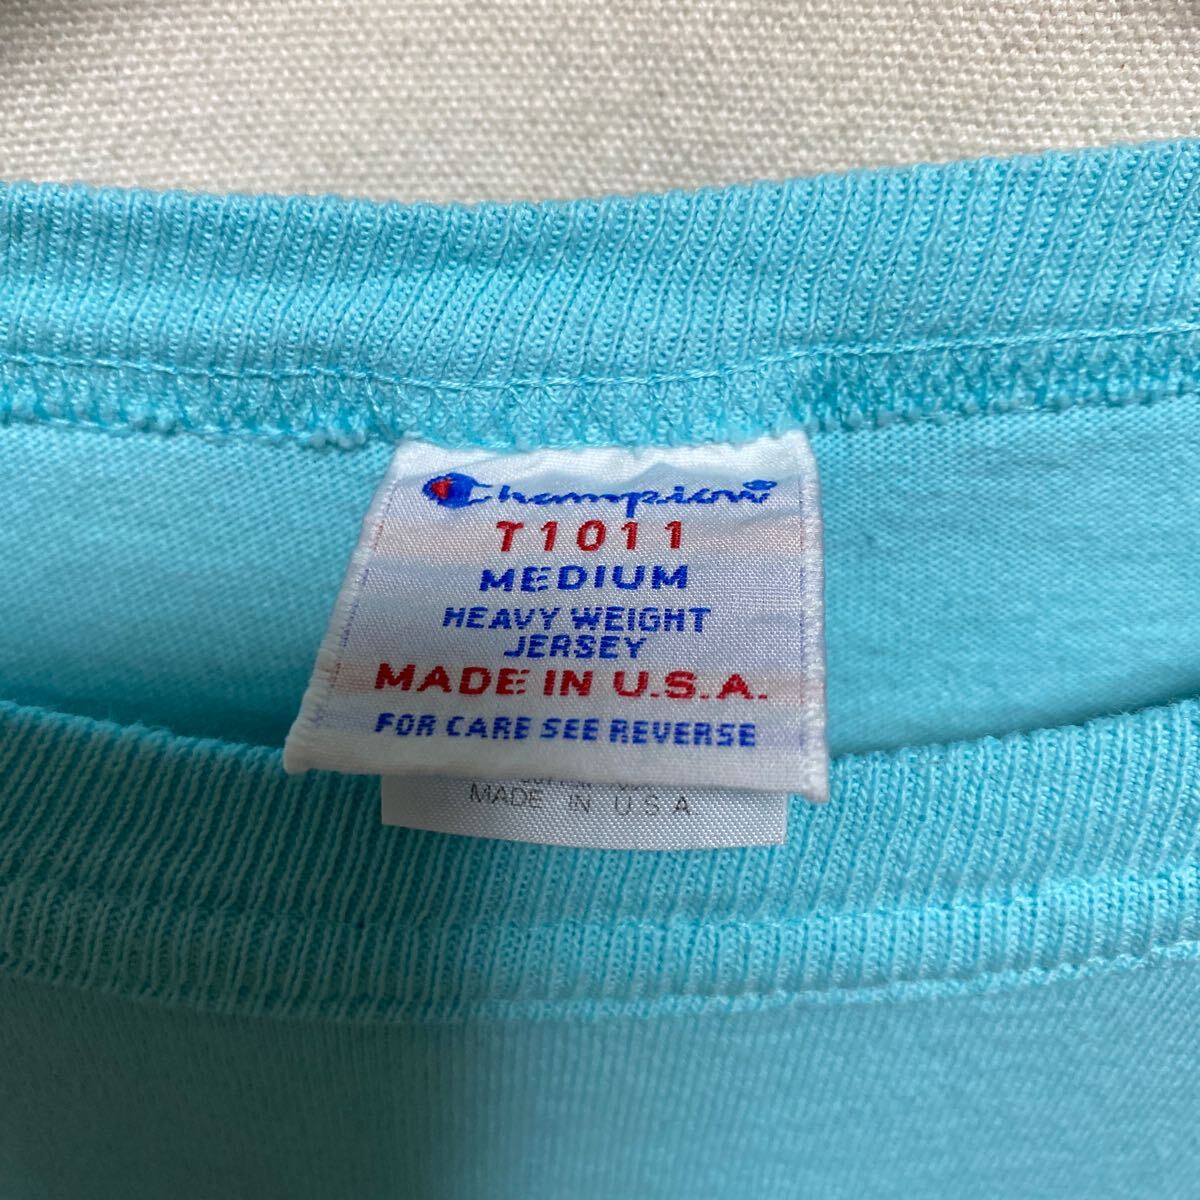 Champion
T1011
MEDIUM
HEAVY WEIGHT
JERSEY
MADE IN U.S.A.
FOR CARE SEE REVERSE
MADE IN U.S.A